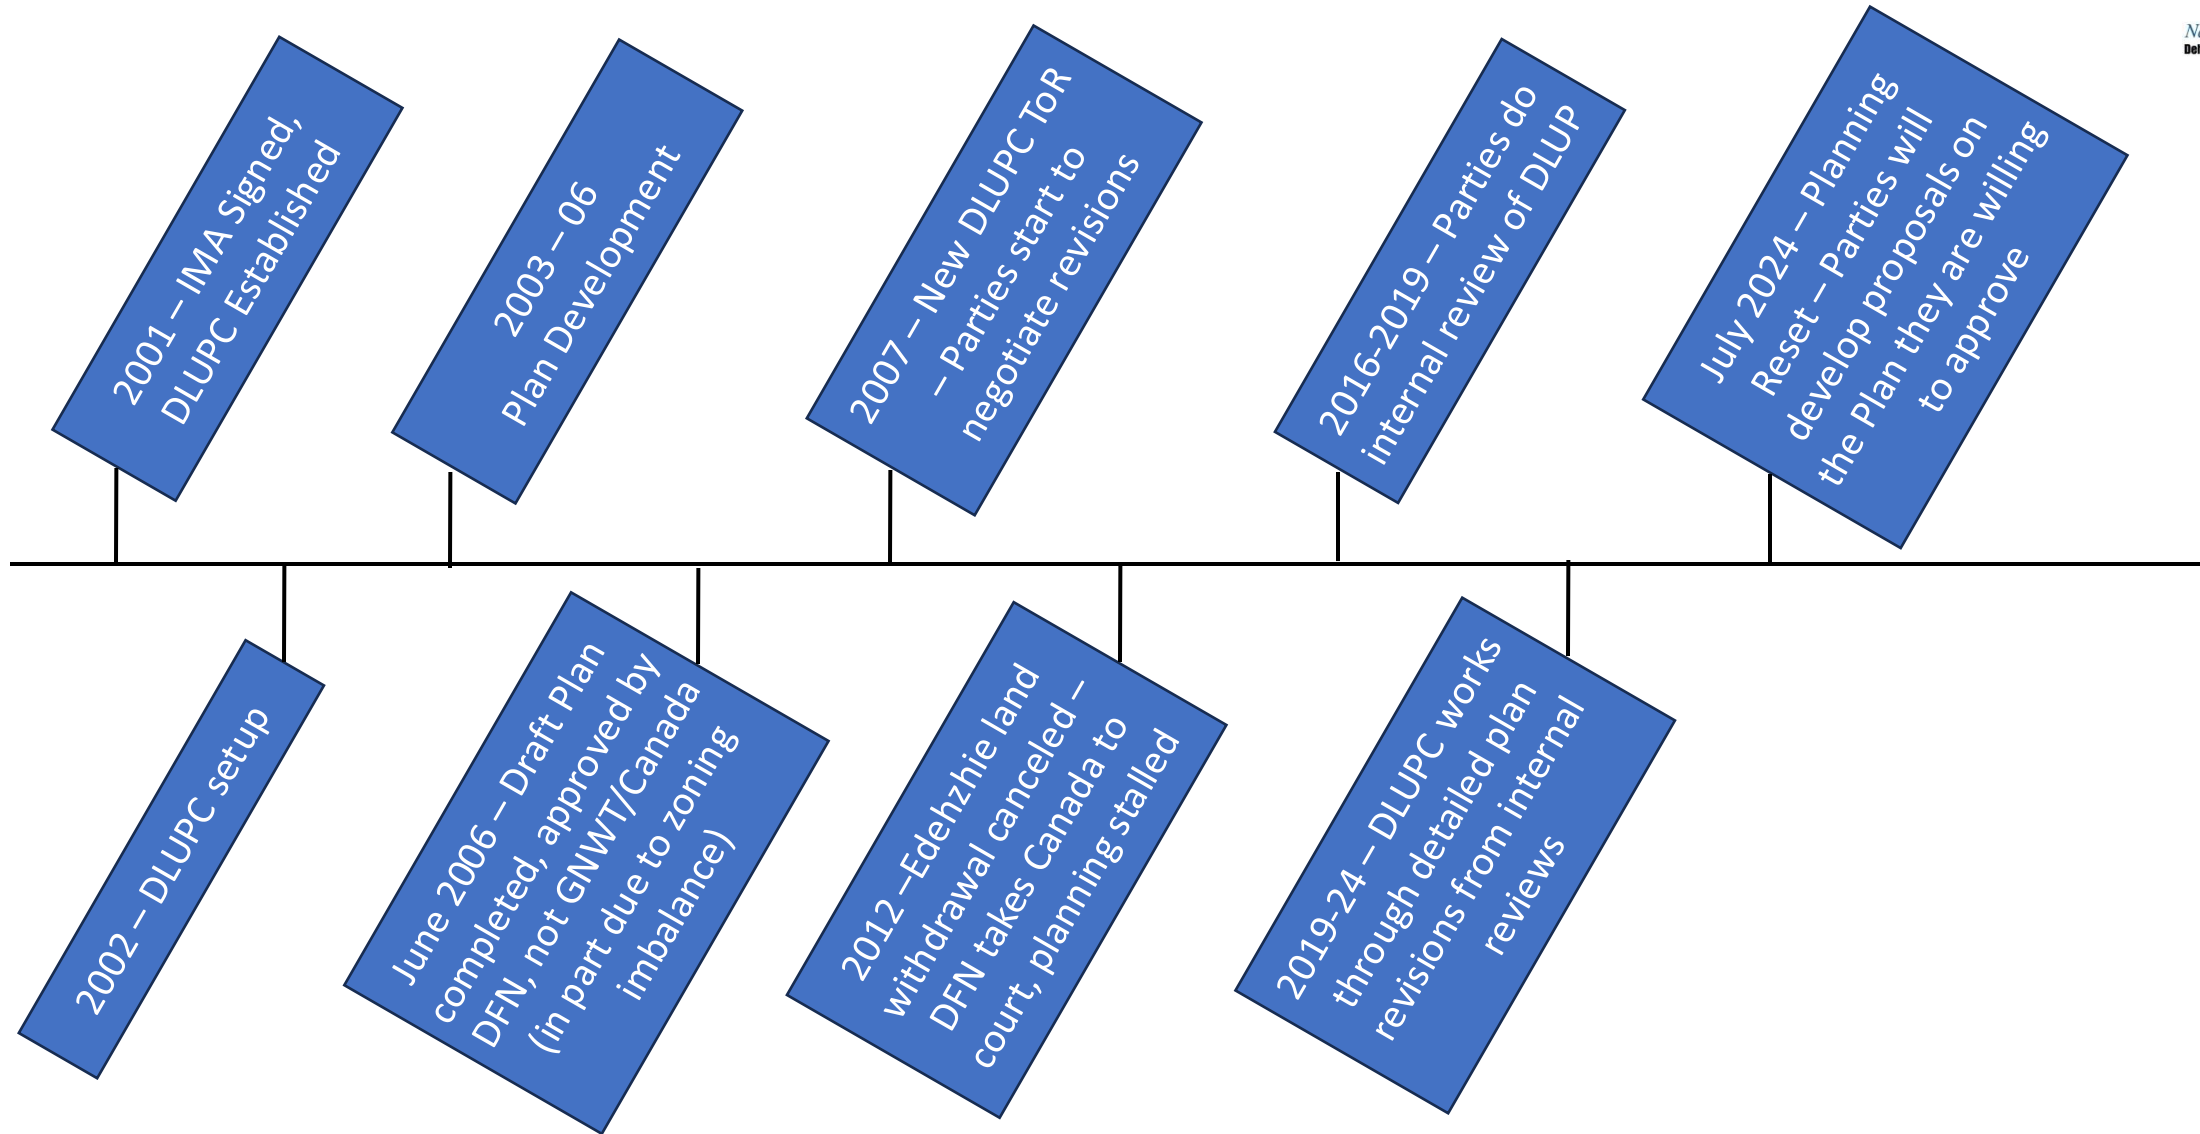 2001 – IMA Signed,
DLUPC Established
2002 – DLUPC setup
2003 – 06
Plan Development
June 2006 – Draft Plan
completed, approved by
DFN, not GNWT/Canada
(in part due to zoning
imbalance)
2007 – New DLUPC ToR
– Parties start to
negotiate revisions
2012 –Edehzhie land
withdrawal canceled –
DFN takes Canada to
court, planning stalled
2016-2019 – Parties do
internal review of DLUP
2019-24 – DLUPC works
through detailed plan
revisions from internal
reviews
July 2024 – Planning
Reset – Parties will
develop proposals on
the Plan they are willing
to approve